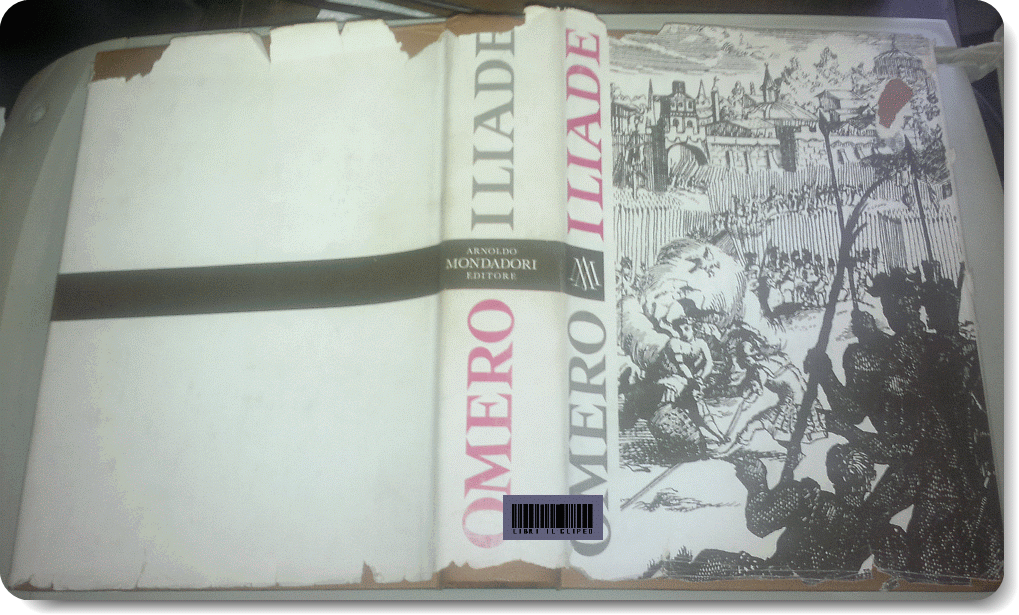 OMERO ILIADE
ARNOLDO
MONDADORI
EDITORE
OMERO ILIADE
LIBRI IL CLIPEO